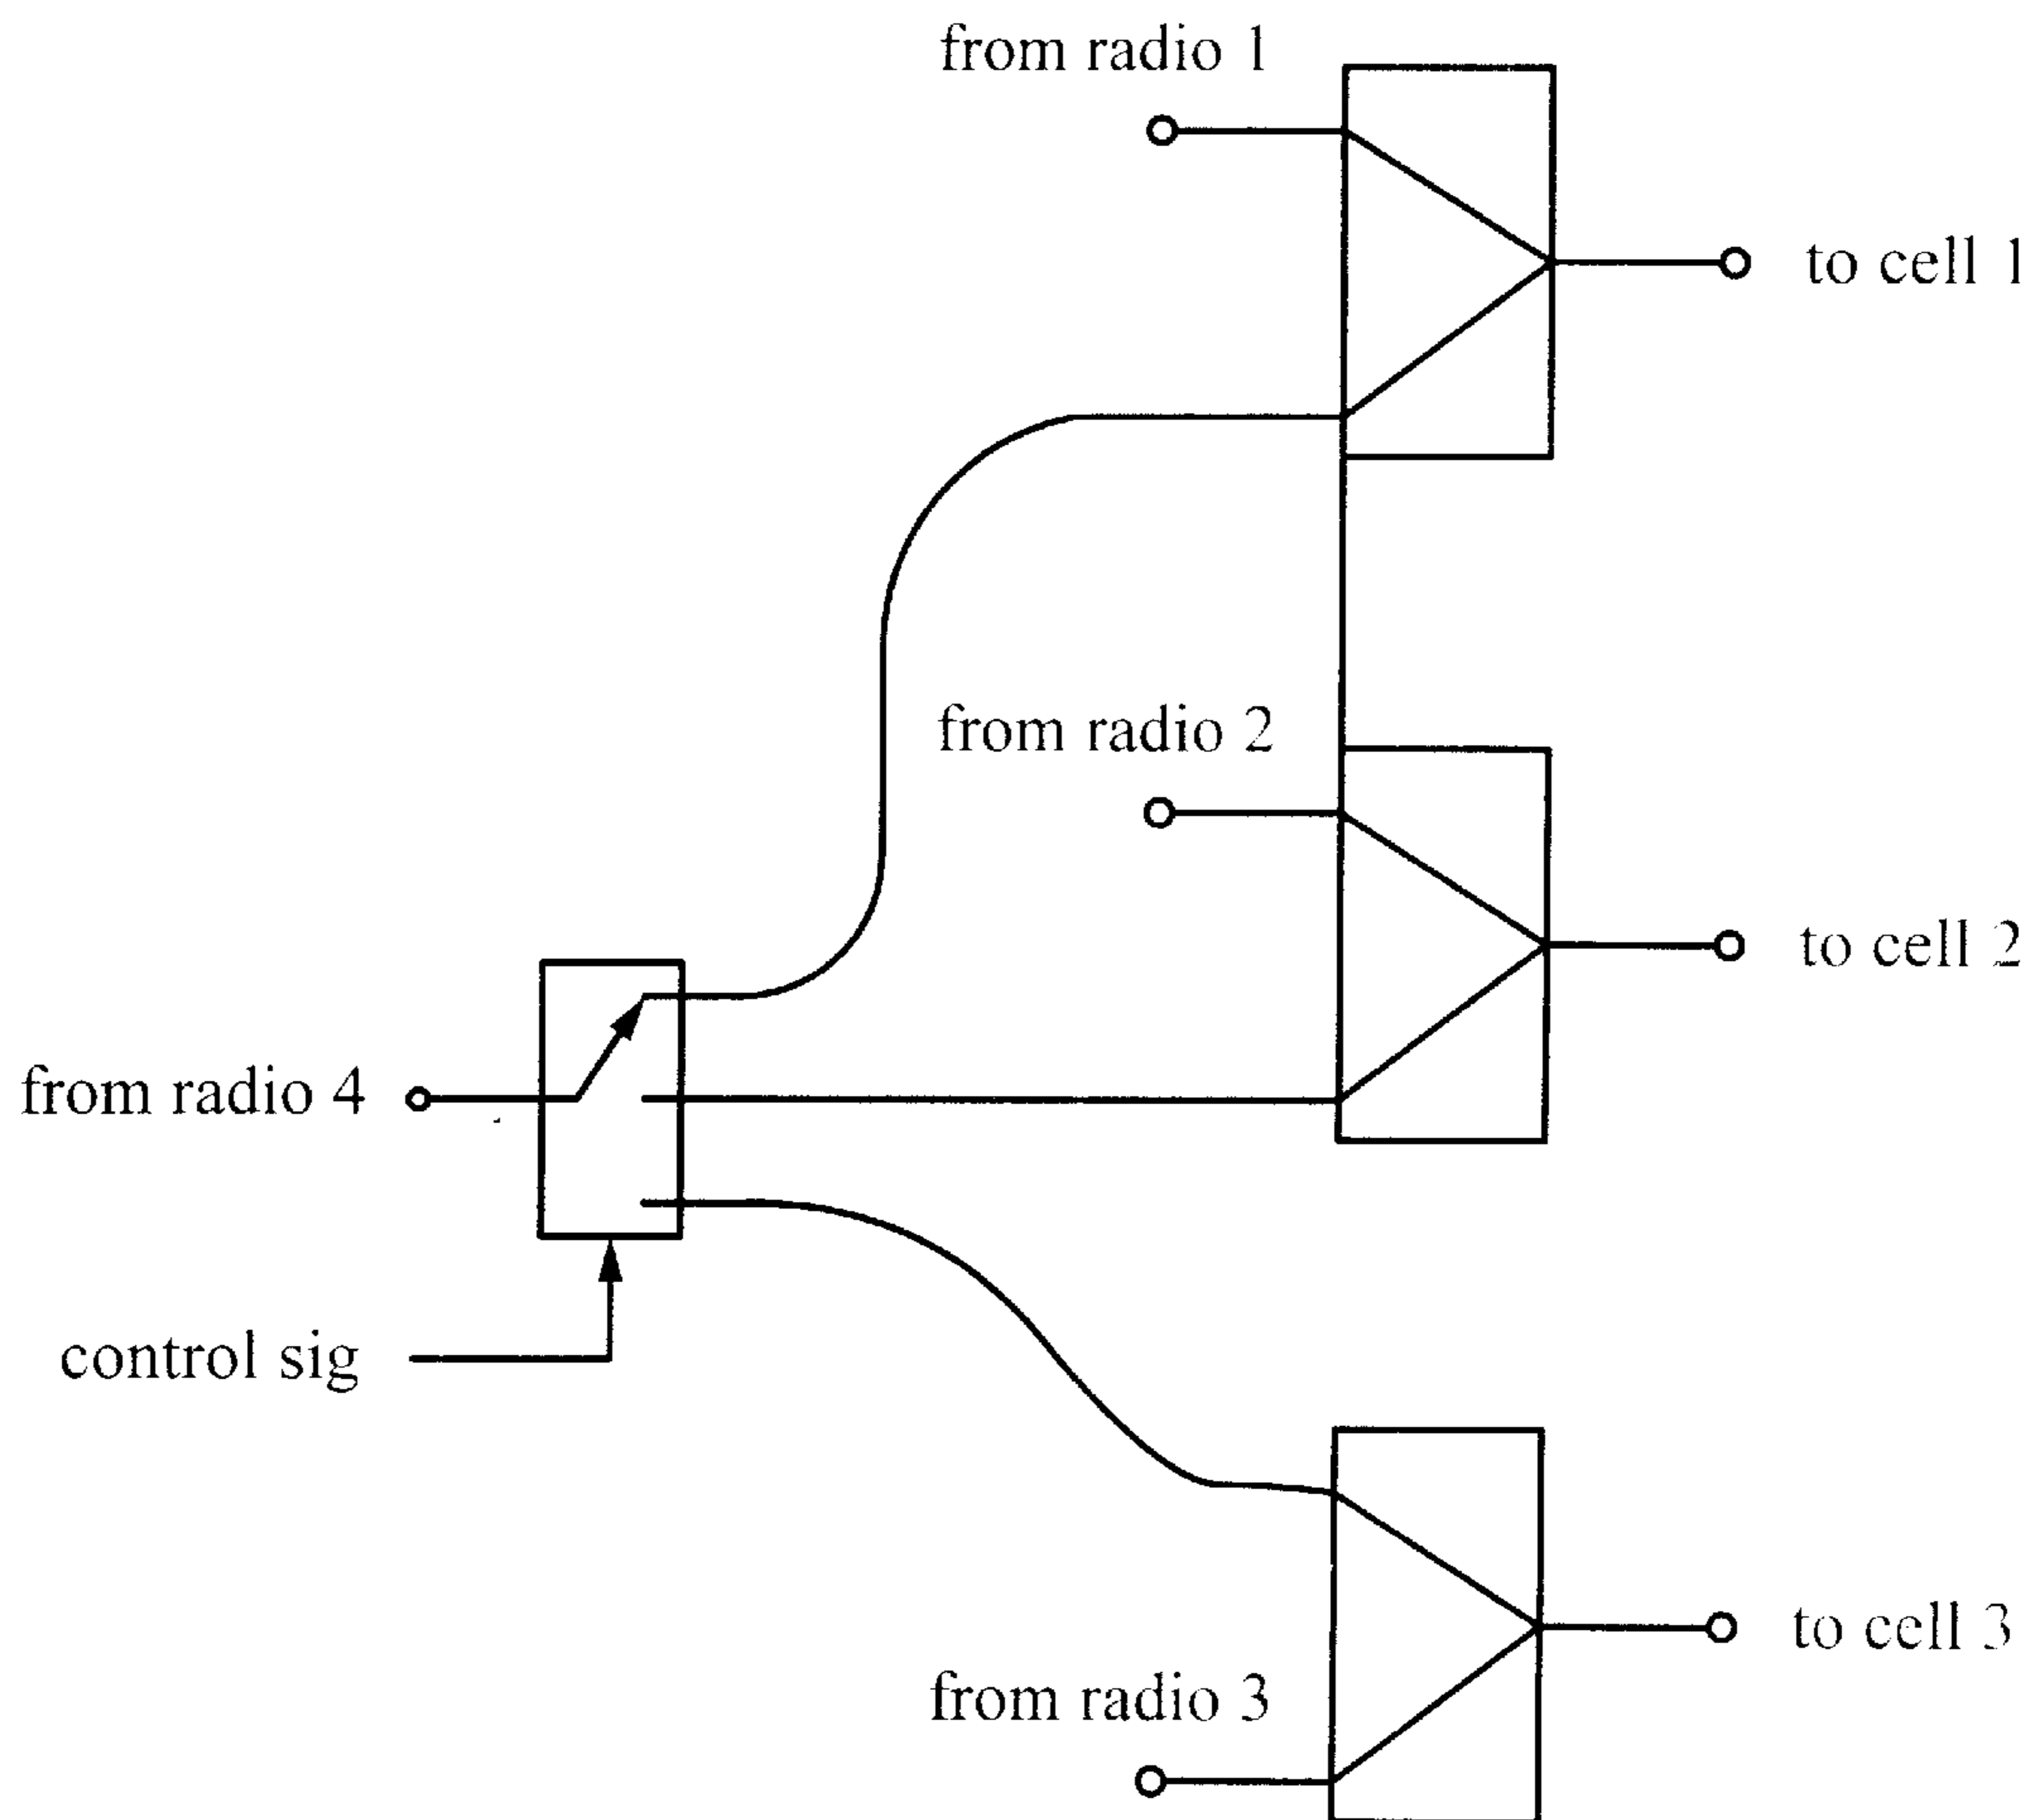 from radio 1
to cell 1
from radio 2
to cell 2
from radio 4
control sig
to cell 3
from radio 3